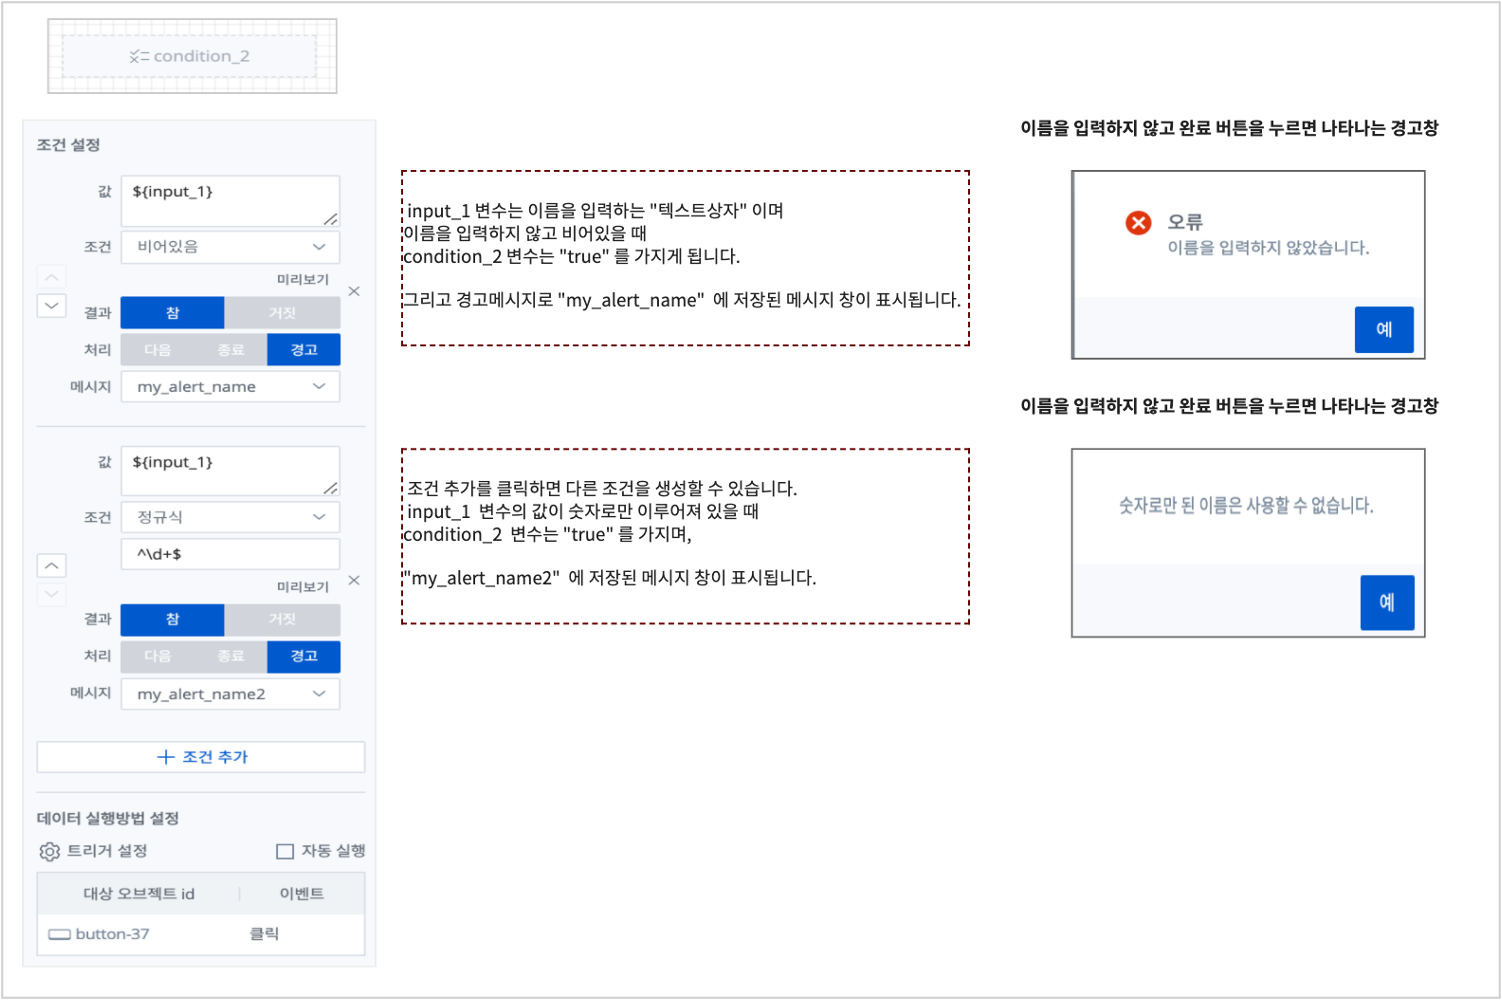 condition_2
조건 설정
값 ${input_1}
조건 비어있음
미리보기
결과 참 거짓
처리 다음 종료 경고
메시지 my_alert_name
값 ${input_1}
조건 정규식
^\d+$
미리보기
결과 참 거짓
처리 다음 종료 경고
메시지 my_alert_name2
+ 조건 추가
데이터 실행방법 설정
트리거 설정 자동 실행
대상 오브젝트 id 이벤트
button-37 클릭
input_1 변수는 이름을 입력하는 "텍스트상자" 이며
이름을 입력하지 않고 비어있을 때
condition_2 변수는 "true" 를 가지게 됩니다.
그리고 경고메시지로 "my_alert_name" 에 저장된 메시지 창이 표시됩니다.
조건 추가를 클릭하면 다른 조건을 생성할 수 있습니다.
input_1 변수의 값이 숫자로만 이루어져 있을 때
condition_2 변수는 "true" 를 가지며,
"my_alert_name2" 에 저장된 메시지 창이 표시됩니다.
이름을 입력하지 않고 완료 버튼을 누르면 나타나는 경고창
오류
이름을 입력하지 않았습니다.
예
이름을 입력하지 않고 완료 버튼을 누르면 나타나는 경고창
숫자로만 된 이름은 사용할 수 없습니다.
예